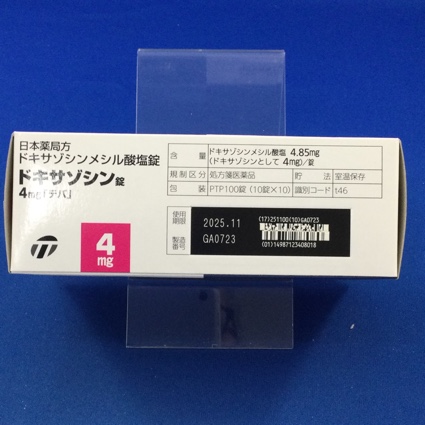 日本薬局方
ドキサゾシンメシル酸塩錠
ドキサゾシン錠
4mg「テバ」
4
mg
含量 ドキサゾシンメシル酸塩 4.85mg
(ドキサゾシンとして 4mg)/錠
規制区分 処方箋医薬品 貯法 室温保存
包装 PTP100錠(10錠×10) 識別コード t46
使用期限 2025.11
製造番号 GA0723
(17)251100(10)GA0723
(01)14987123408018